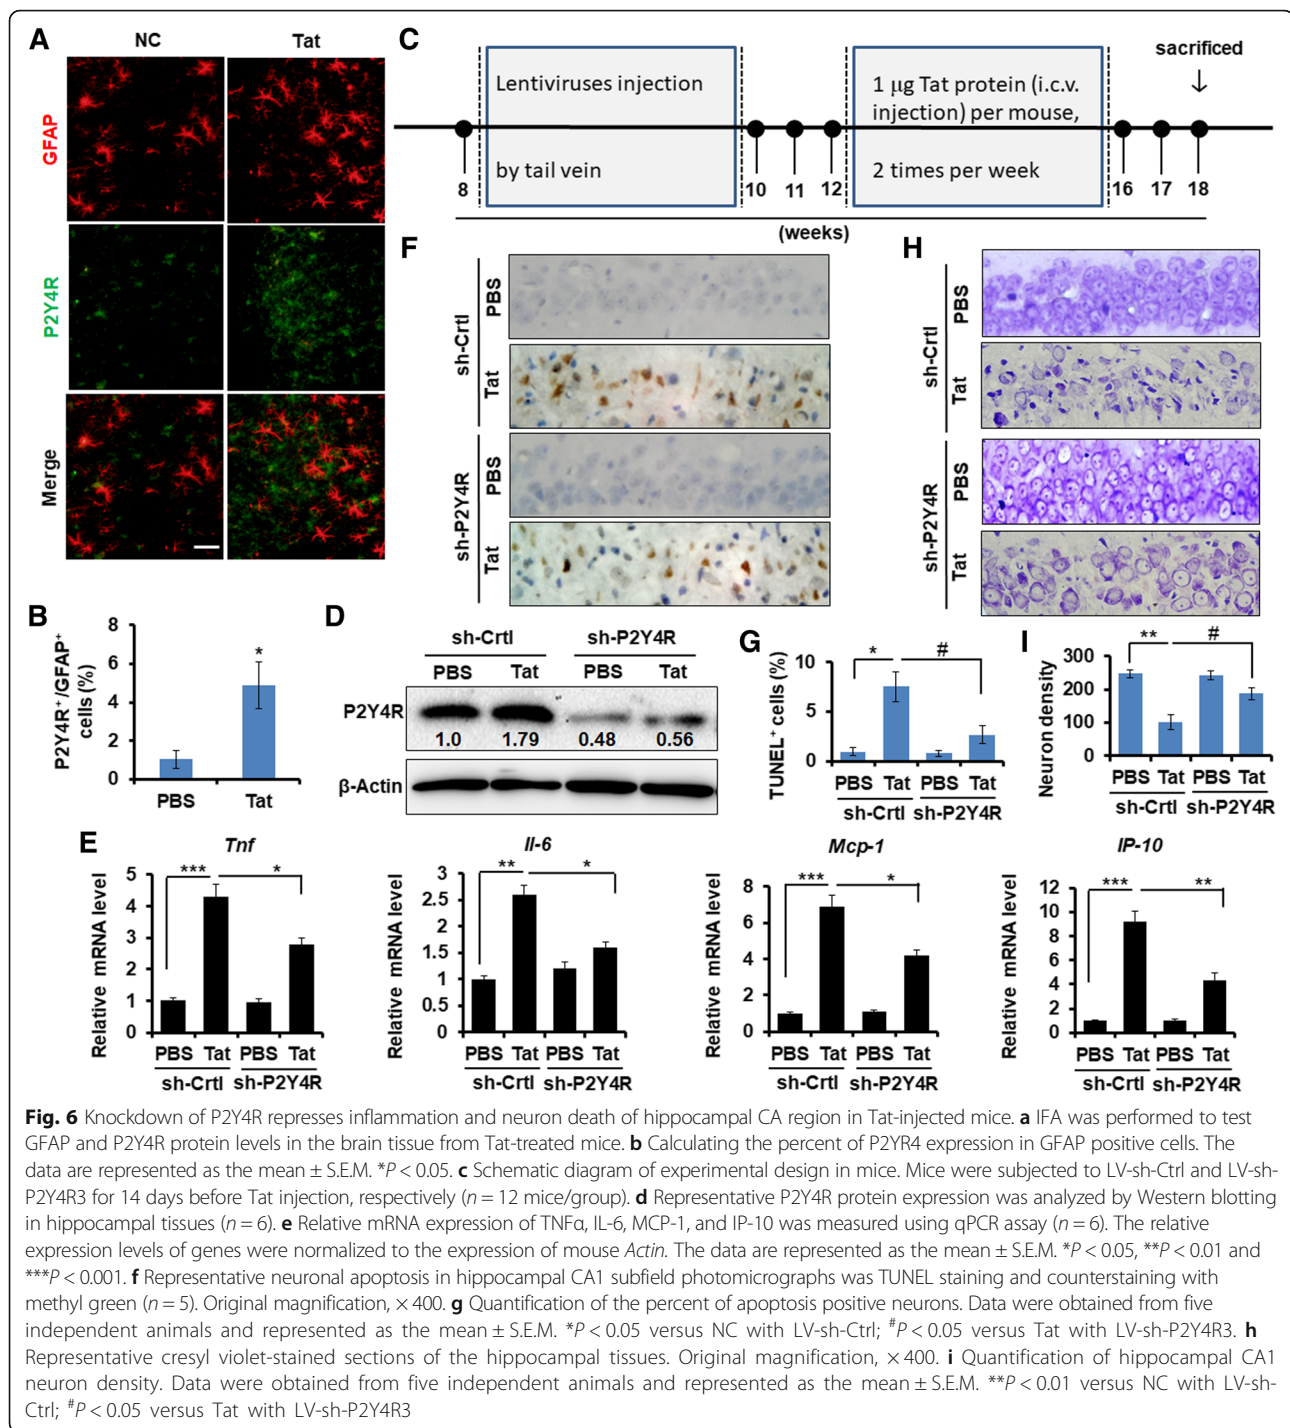 A
NC
Tat
GFAP
P2Y4R
Merge
C
Lentiviruses injection
by tail vein
1 μg Tat protein (i.c.v.
injection) per mouse,
2 times per week
sacrificed
8
10
11
12
16
17
18
(weeks)
F
sh-Crtl
PBS
Tat
sh-P2Y4R
PBS
Tat
H
sh-Crtl
PBS
Tat
sh-P2Y4R
PBS
Tat
B
P2Y4R⁺/GFAP⁺
cells (%)
8
6
4
2
0
*
PBS
Tat
D
sh-Crtl
sh-P2Y4R
PBS
Tat
PBS
Tat
P2Y4R
1.0
1.79
0.48
0.56
β-Actin
G
TUNEL⁺ cells (%)
10
5
0
*
#
PBS
Tat
PBS
Tat
sh-Crtl
sh-P2Y4R
I
Neuron density
300
200
100
0
**
#
PBS
Tat
PBS
Tat
sh-Crtl
sh-P2Y4R
E
Tnf
Relative mRNA level
5
4
3
2
1
0
***
*
PBS Tat PBS Tat
sh-Crtl sh-P2Y4R
Il-6
Relative mRNA level
3
2.5
2
1.5
1
0.5
0
**
*
PBS Tat PBS Tat
sh-Crtl sh-P2Y4R
Mcp-1
Relative mRNA level
8
6
4
2
0
***
*
PBS Tat PBS Tat
sh-Crtl sh-P2Y4R
IP-10
Relative mRNA level
12
10
8
6
4
2
0
***
**
PBS Tat PBS Tat
sh-Crtl sh-P2Y4R
Fig. 6 Knockdown of P2Y4R represses inflammation and neuron death of hippocampal CA region in Tat-injected mice. a IFA was performed to test
GFAP and P2Y4R protein levels in the brain tissue from Tat-treated mice. b Calculating the percent of P2YR4 expression in GFAP positive cells. The
data are represented as the mean ± S.E.M. *P < 0.05. c Schematic diagram of experimental design in mice. Mice were subjected to LV-sh-Ctrl and LV-sh-
P2Y4R3 for 14 days before Tat injection, respectively (n = 12 mice/group). d Representative P2Y4R protein expression was analyzed by Western blotting
in hippocampal tissues (n = 6). e Relative mRNA expression of TNFα, IL-6, MCP-1, and IP-10 was measured using qPCR assay (n = 6). The relative
expression levels of genes were normalized to the expression of mouse Actin. The data are represented as the mean ± S.E.M. *P < 0.05, **P < 0.01 and
***P < 0.001. f Representative neuronal apoptosis in hippocampal CA1 subfield photomicrographs was TUNEL staining and counterstaining with
methyl green (n = 5). Original magnification, × 400. g Quantification of the percent of apoptosis positive neurons. Data were obtained from five
independent animals and represented as the mean ± S.E.M. *P < 0.05 versus NC with LV-sh-Ctrl; #P < 0.05 versus Tat with LV-sh-P2Y4R3. h
Representative cresyl violet-stained sections of the hippocampal tissues. Original magnification, × 400. i Quantification of hippocampal CA1
neuron density. Data were obtained from five independent animals and represented as the mean ± S.E.M. **P < 0.01 versus NC with LV-sh-
Ctrl; #P < 0.05 versus Tat with LV-sh-P2Y4R3